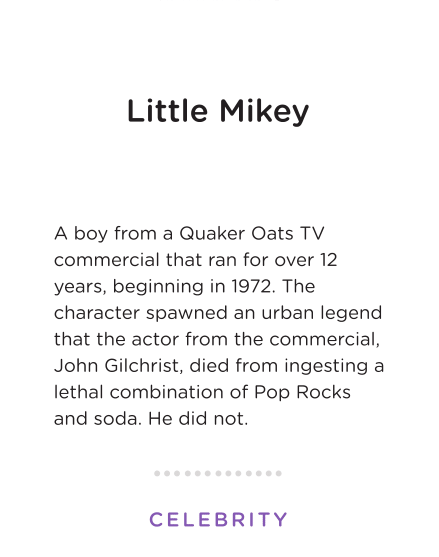 Little Mikey
A boy from a Quaker Oats TV
commercial that ran for over 12
years, beginning in 1972. The
character spawned an urban legend
that the actor from the commercial,
John Gilchrist, died from ingesting a
lethal combination of Pop Rocks
and soda. He did not.
CELEBRITY